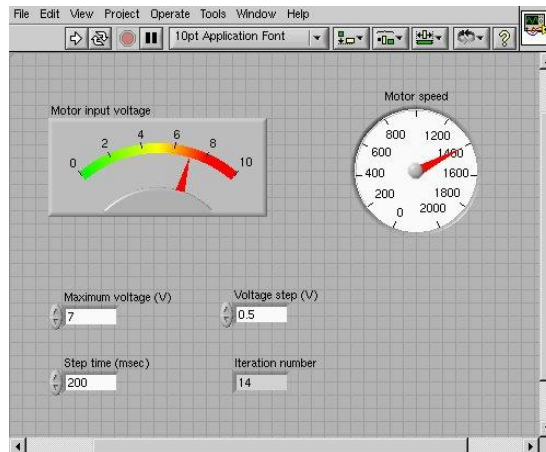 File Edit View Project Operate Tools Window Help
10pt Application Font
Motor input voltage
0 2 4 6 8 10
Motor speed
0 200 400 600 800 1200 1400 1600 1800 2000
Maximum voltage (V)
7
Voltage step (V)
0.5
Step time (msec)
200
Iteration number
14